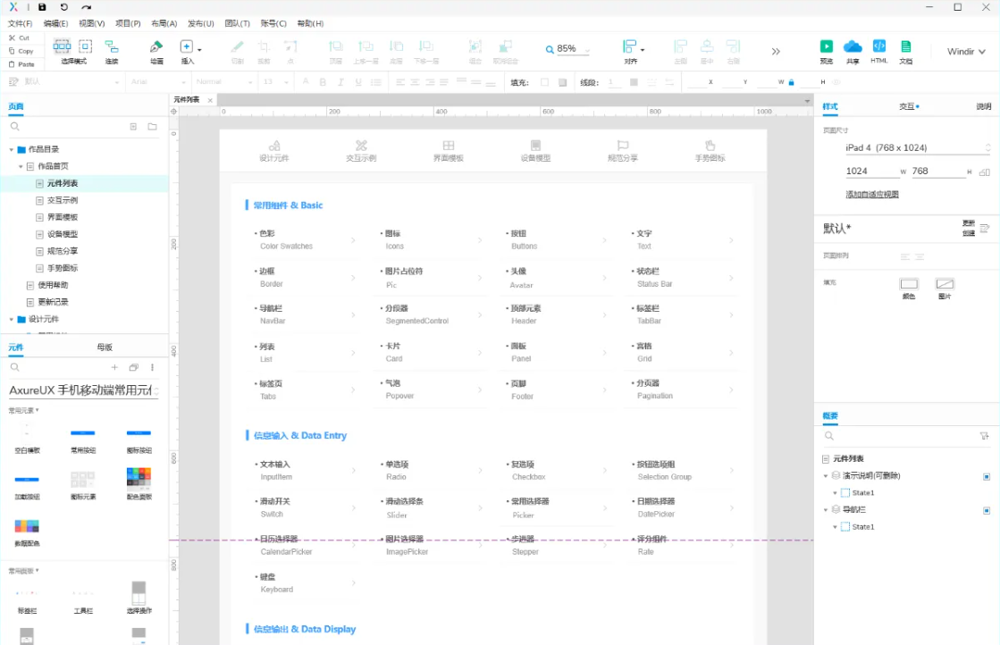 文件(F) 编辑(E) 视图(V) 项目(P) 布局(A) 发布(U) 团队(T) 账号(C) 帮助(H)
Cut
Copy
Paste
选择模式 连接 绘画 插入 切割 裁剪 点 顶层 上移一层 底层 下移一层 组合 取消组合 85% 对齐 左侧 居中 右侧 预览 共享 HTML 文档 Windir
默认 Arial Normal 13 填充: 线段: 1 X Y W H
页面
元件列表
作品目录
作品首页
元件列表
交互示例
界面模板
设备模型
规范分享
手势图标
使用帮助
更新记录
设计元件
元件 母版
AxureUX 手机移动端常用元件
常用元素
空白模板 常用按钮 图标按钮
加载按钮 图标元素 配色面板
数据配色
常用面板
标签栏 工具栏 选择操作
0 200 400 600 800 1000
0
200
400
600
800
设计元件 交互示例 界面模板 设备模型 规范分享 手势图标
常用组件 & Basic
• 色彩 • 图标 • 按钮 • 文字
Color Swatches Icons Buttons Text
• 边框 • 图片占位符 • 头像 • 状态栏
Border Pic Avatar Status Bar
• 导航栏 • 分段器 • 顶部元素 • 标签栏
NavBar SegmentedControl Header TabBar
• 列表 • 卡片 • 面板 • 宫格
List Card Panel Grid
• 标签页 • 气泡 • 页脚 • 分页器
Tabs Popover Footer Pagination
信息输入 & Data Entry
• 文本输入 • 单选项 • 复选项 • 按钮选项组
InputItem Radio Checkbox Selection Group
• 滑动开关 • 滑动选择条 • 常用选择器 • 日期选择器
Switch Slider Picker DatePicker
• 日历选择器 • 图片选择器 • 步进器 • 评分组件
CalendarPicker ImagePicker Stepper Rate
• 键盘
Keyboard
信息输出 & Data Display
样式 交互 说明
页面尺寸
iPad 4 (768 x 1024)
1024 W 768 H
添加自适应视图
默认*
更新
创建
页面排列
填充
颜色 图片
概要
元件列表
演示说明(可删除)
State1
导航栏
State1